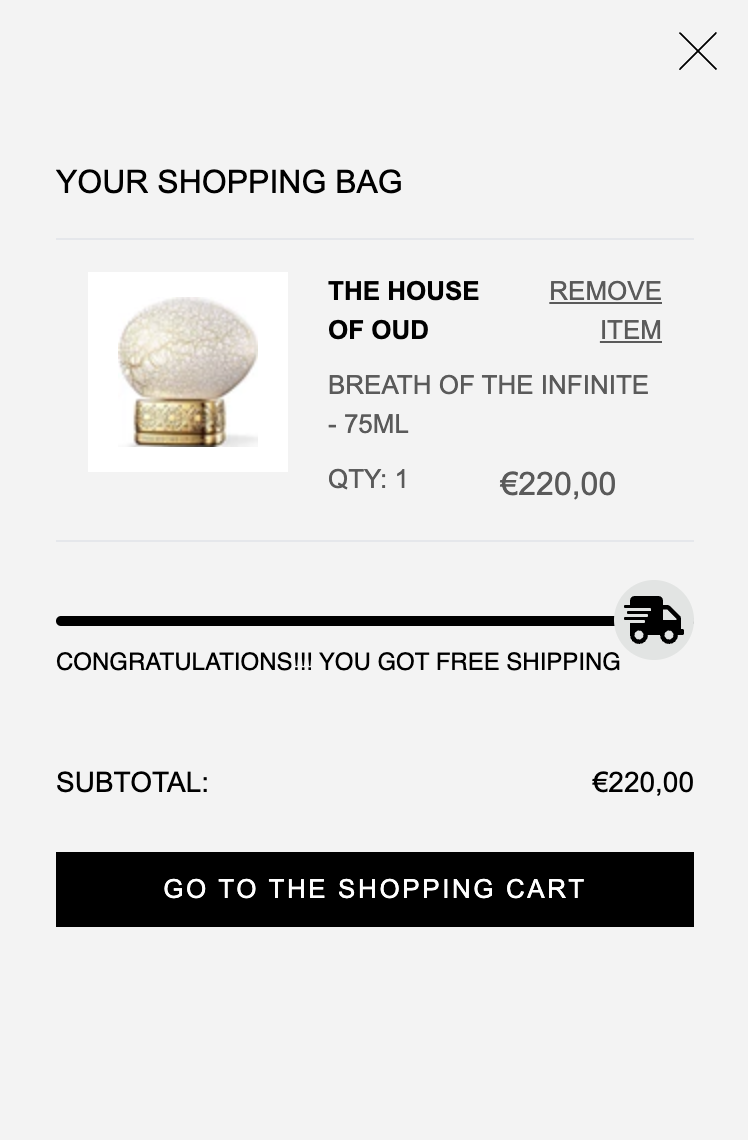 YOUR SHOPPING BAG
THE HOUSE
OF OUD
REMOVE
ITEM
BREATH OF THE INFINITE
- 75ML
QTY: 1
€220,00
CONGRATULATIONS!!! YOU GOT FREE SHIPPING
SUBTOTAL:
€220,00
GO TO THE SHOPPING CART